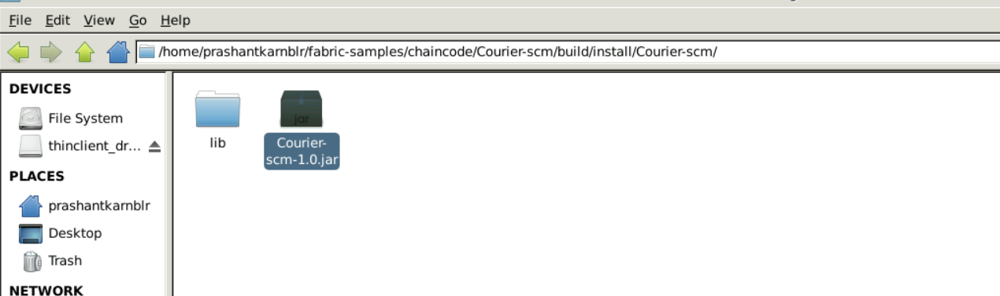 File Edit View Go Help
/home/prashantkarnblr/fabric-samples/chaincode/Courier-scm/build/install/Courier-scm/
DEVICES
File System
thinclient_dr...
PLACES
prashantkarnblr
Desktop
Trash
NETWORK
lib
jar
Courier-
scm-1.0.jar